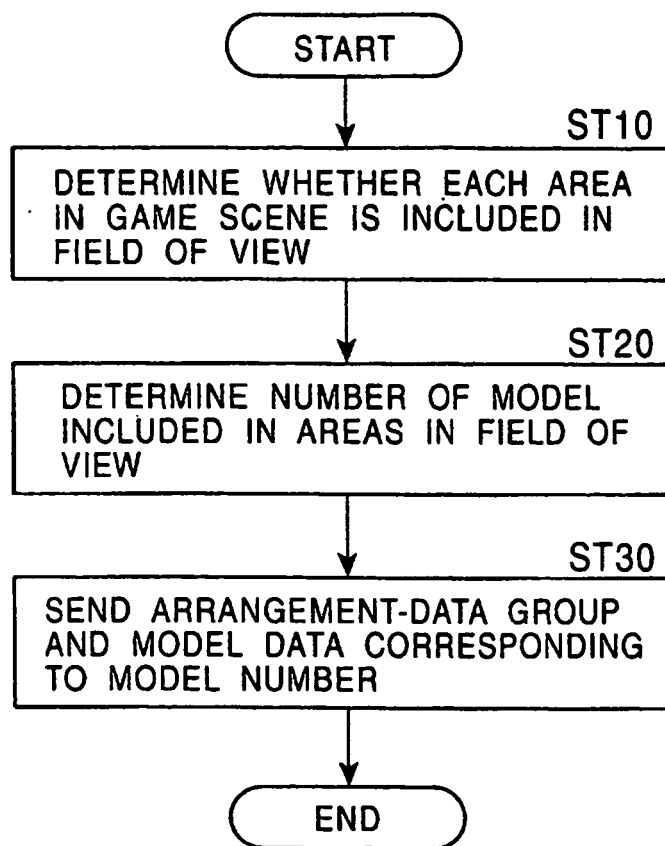 START
ST10
DETERMINE WHETHER EACH AREA
IN GAME SCENE IS INCLUDED IN
FIELD OF VIEW
ST20
DETERMINE NUMBER OF MODEL
INCLUDED IN AREAS IN FIELD OF
VIEW
ST30
SEND ARRANGEMENT-DATA GROUP
AND MODEL DATA CORRESPONDING
TO MODEL NUMBER
END